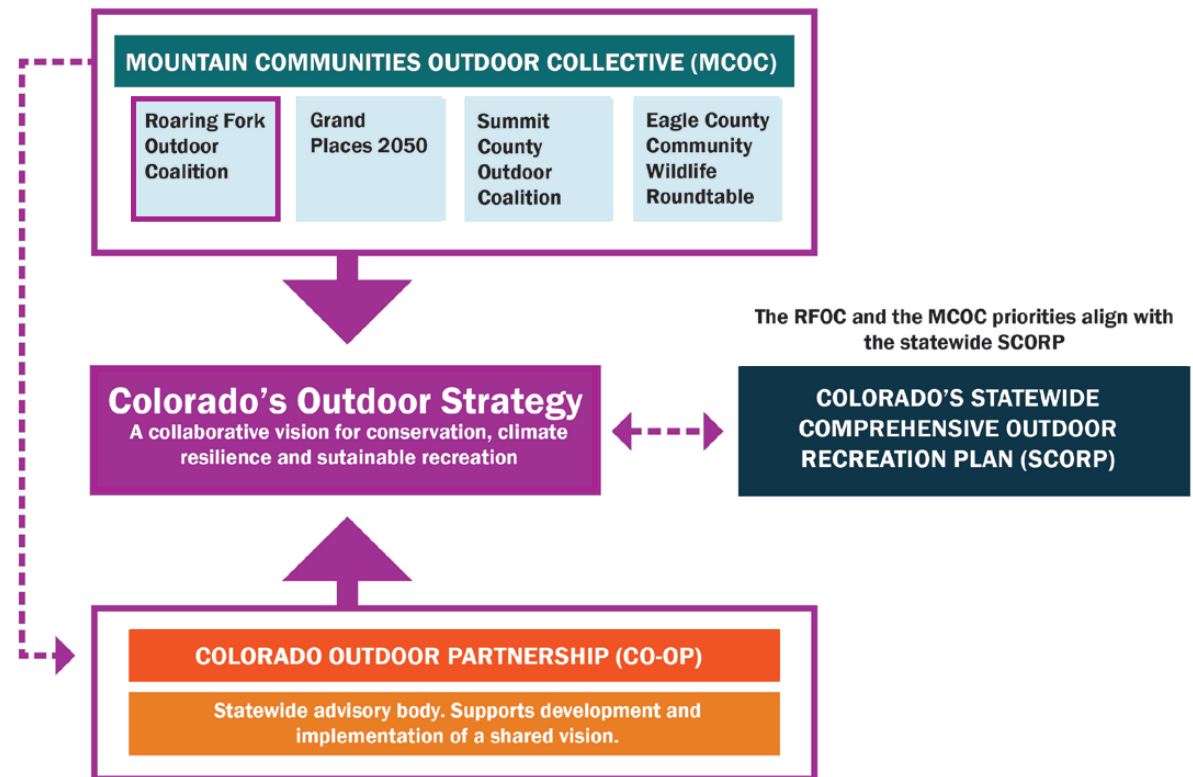 MOUNTAIN COMMUNITIES OUTDOOR COLLECTIVE (MCOC)
Roaring Fork
Outdoor
Coalition
Grand
Places 2050
Summit
County
Outdoor
Coalition
Eagle County
Community
Wildlife
Roundtable
The RFOC and the MCOC priorities align with
the statewide SCORP
Colorado’s Outdoor Strategy
A collaborative vision for conservation, climate
resilience and sutainable recreation
COLORADO’S STATEWIDE
COMPREHENSIVE OUTDOOR
RECREATION PLAN (SCORP)
COLORADO OUTDOOR PARTNERSHIP (CO-OP)
Statewide advisory body. Supports development and
implementation of a shared vision.